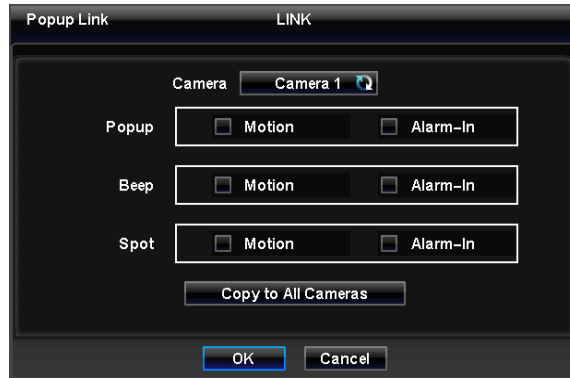 Popup Link LINK
Camera Camera 1
Popup Motion Alarm-In
Beep Motion Alarm-In
Spot Motion Alarm-In
Copy to All Cameras
OK Cancel